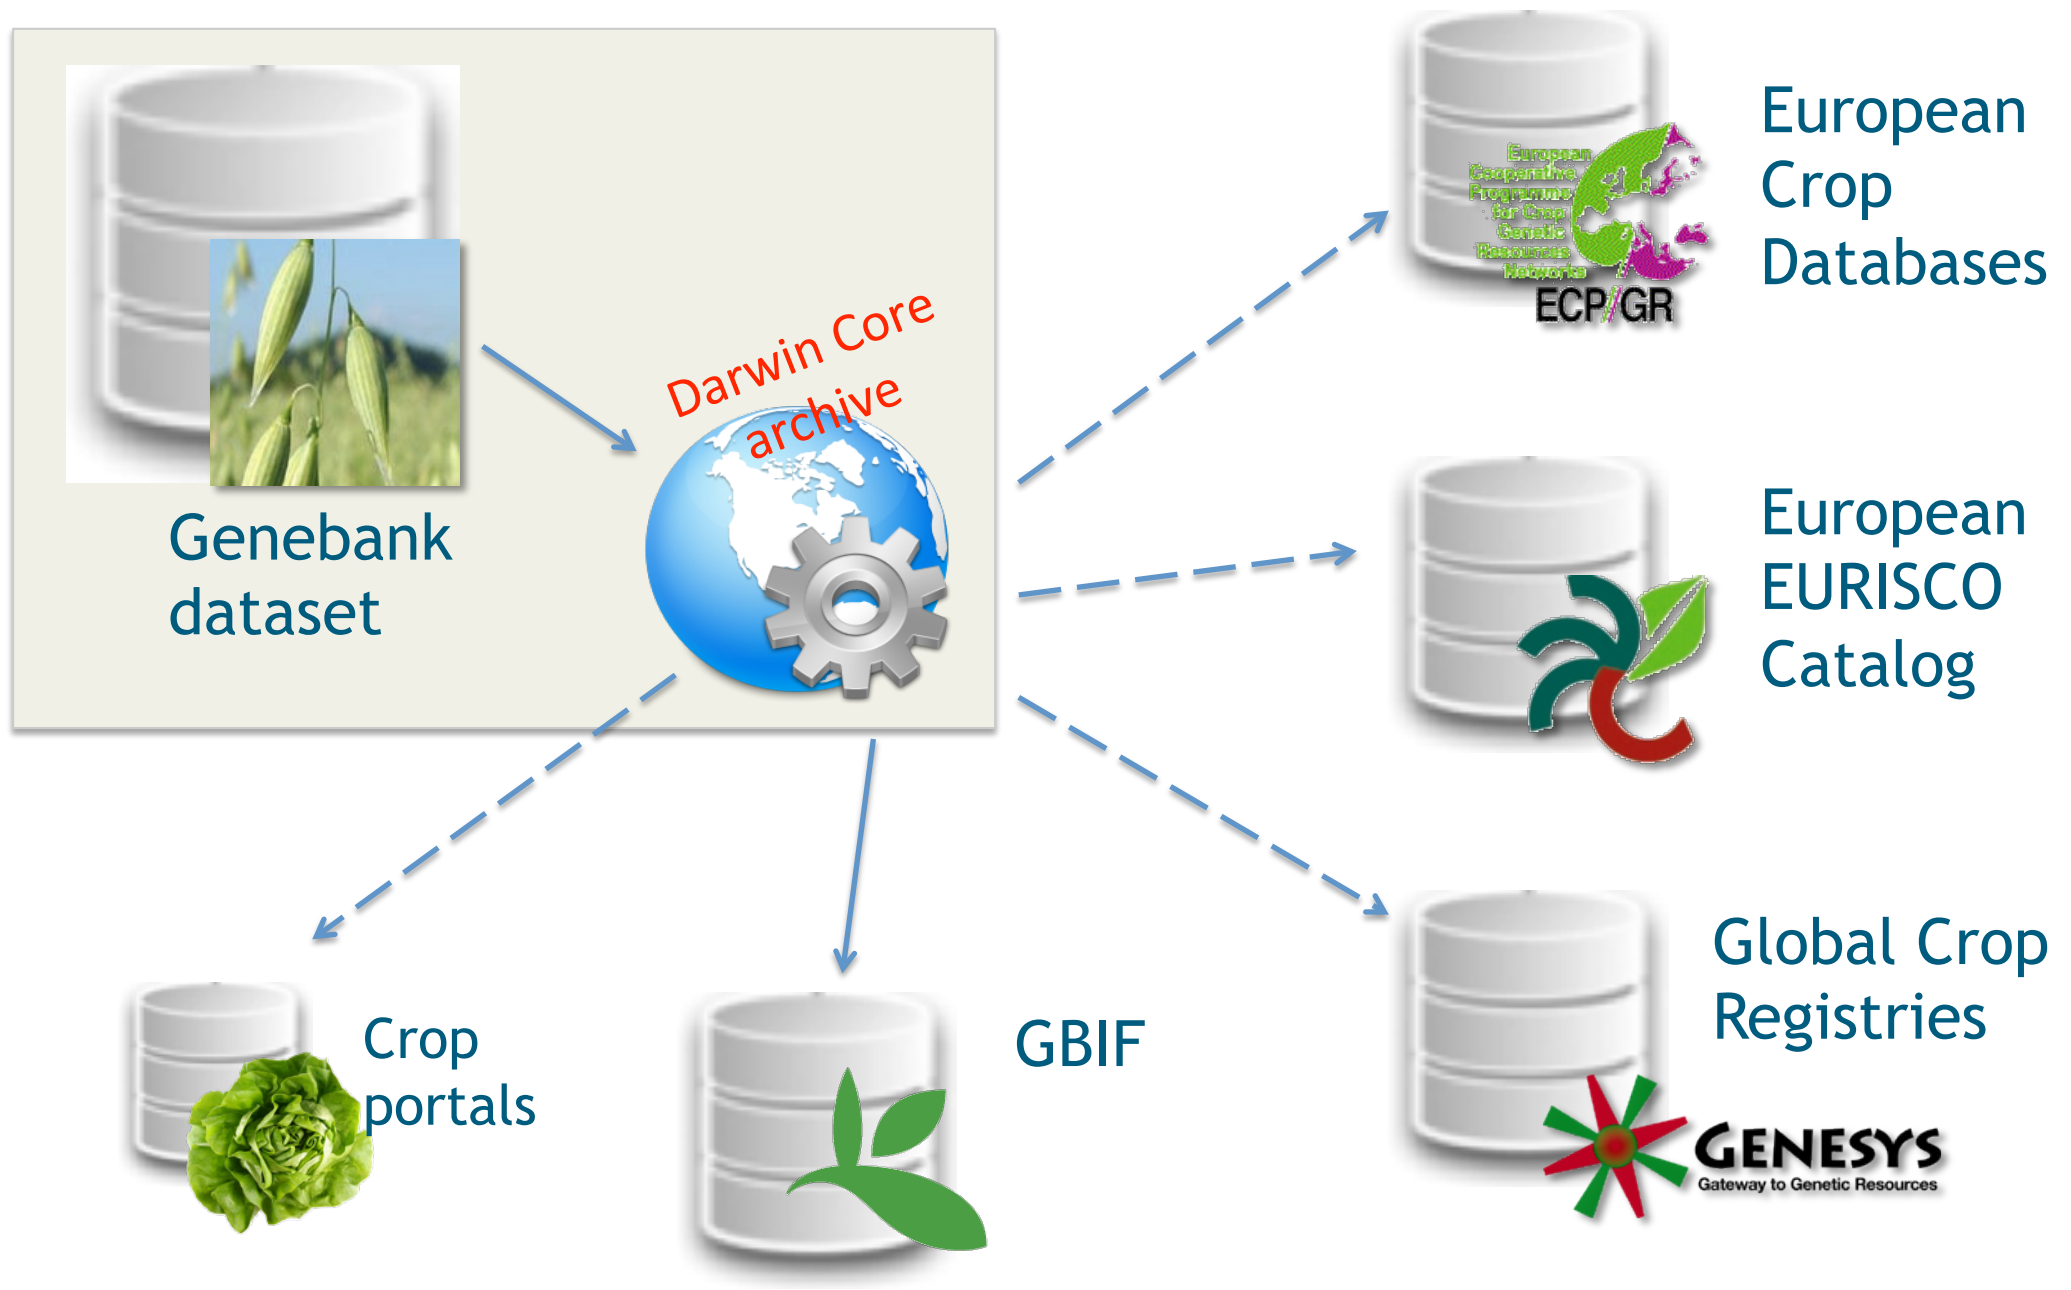 Genebank
dataset
Darwin Core
archive
European
Cooperative
Programme
for Crop
Genetic
Resources
Networks
ECP/GR
European
Crop
Databases
European
EURISCO
Catalog
Global Crop
Registries
GENESYS
Gateway to Genetic Resources
Crop
portals
GBIF